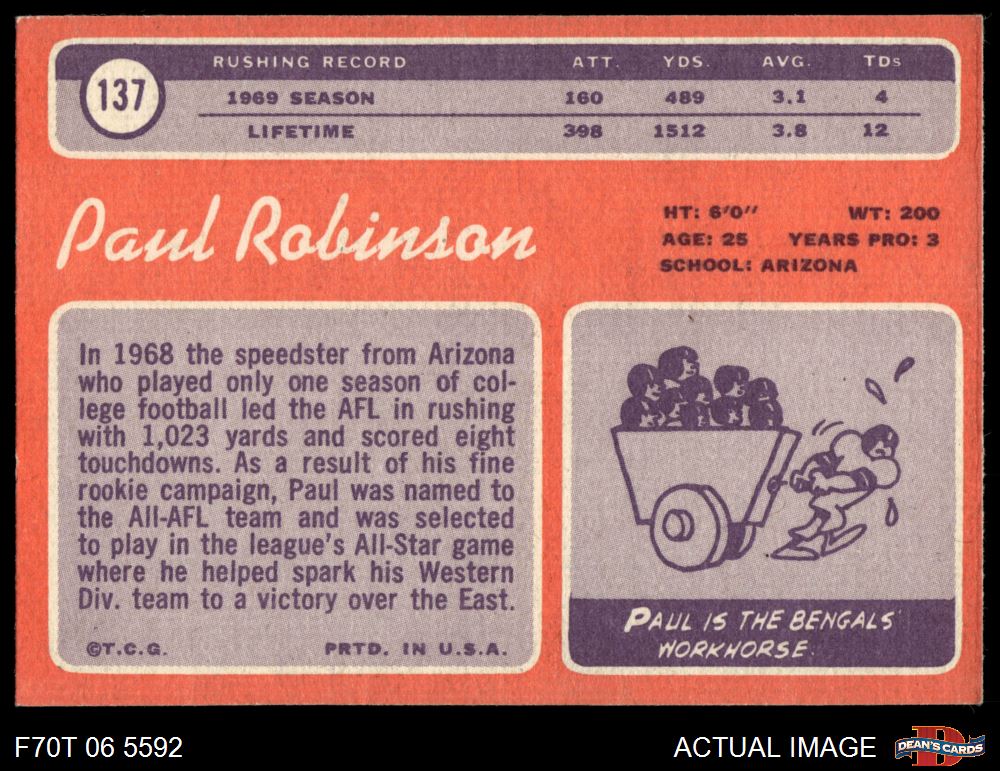 137
RUSHING RECORD ATT. YDS. AVG. TDs
1969 SEASON 160 489 3.1 4
LIFETIME 398 1512 3.8 12
Paul Robinson
HT: 6'0" WT: 200
AGE: 25 YEARS PRO: 3
SCHOOL: ARIZONA
In 1968 the speedster from Arizona
who played only one season of col-
lege football led the AFL in rushing
with 1,023 yards and scored eight
touchdowns. As a result of his fine
rookie campaign, Paul was named to
the All-AFL team and was selected
to play in the league's All-Star game
where he helped spark his Western
Div. team to a victory over the East.
©T.C.G. PRTD. IN U.S.A.
PAUL IS THE BENGALS'
WORKHORSE.
F70T 06 5592
ACTUAL IMAGE
DEAN'S CARDS